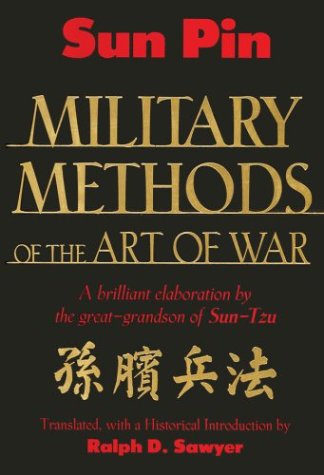 Sun Pin
MILITARY
METHODS
OF THE ART OF WAR
A brilliant elaboration by
the great-grandson of Sun-Tzu
孫臏兵法
Translated, with a Historical Introduction by
Ralph D. Sawyer